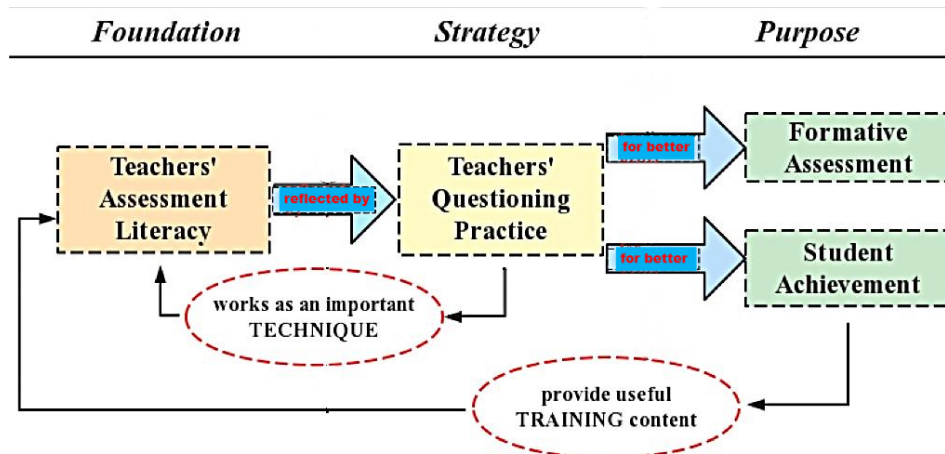 Foundation Strategy Purpose
for better
Formative
Assessment
Teachers'
Assessment
Literacy
reflected by
Teachers'
Questioning
Practice
for better
Student
Achievement
works as an important
TECHNIQUE
provide useful
TRAINING content